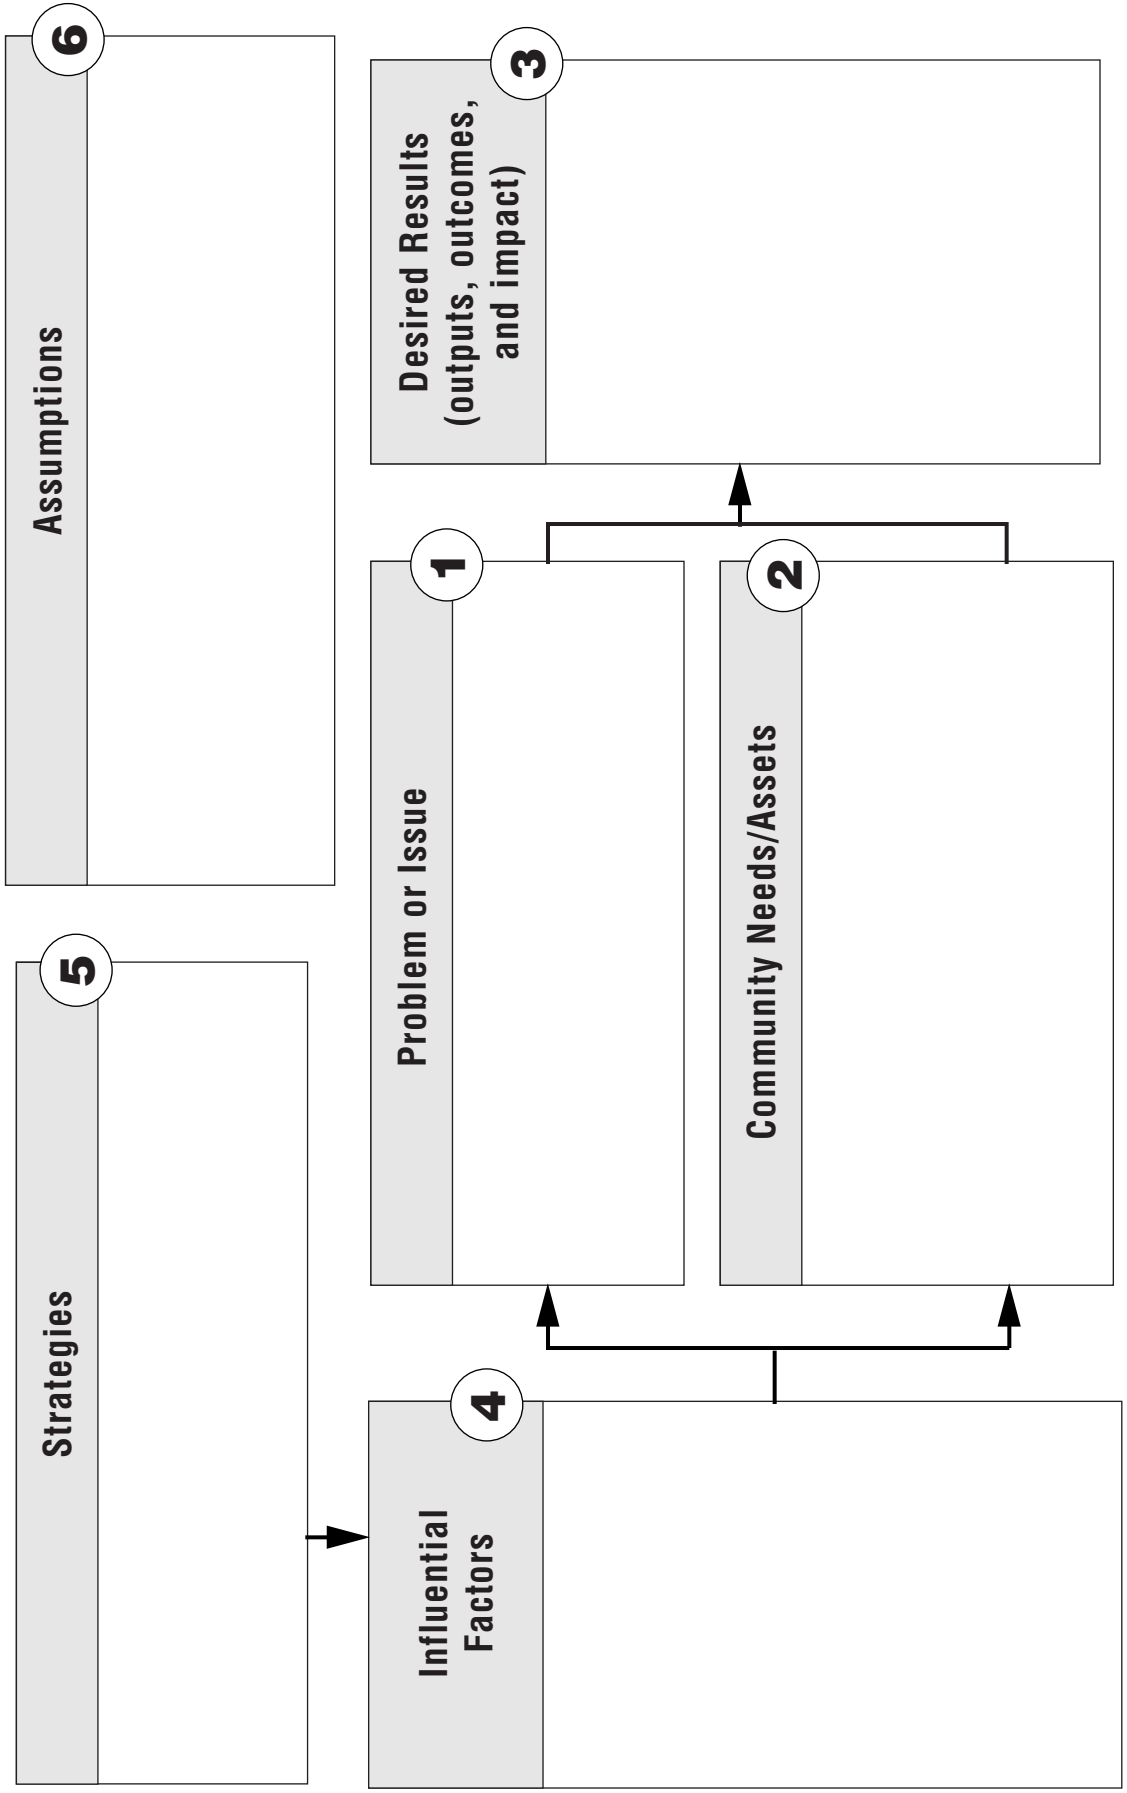 Strategies
5
Assumptions
6
Influential
Factors
4
Problem or Issue
1
Community Needs/Assets
2
Desired Results
(outputs, outcomes,
and impact)
3